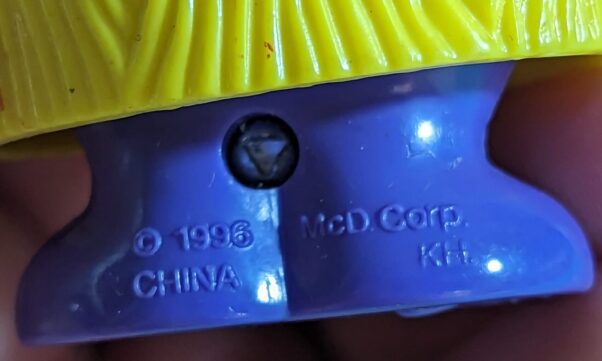 © 1996 McD. Corp.
CHINA KH